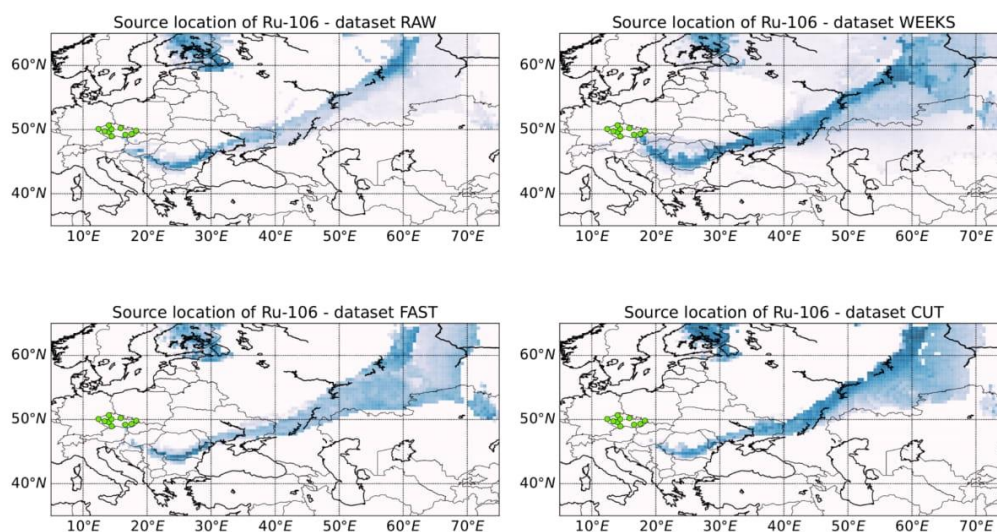 Source location of Ru-106 - dataset RAW
60°N
50°N
40°N
10°E 20°E 30°E 40°E 50°E 60°E 70°E
Source location of Ru-106 - dataset WEEKS
60°N
50°N
40°N
10°E 20°E 30°E 40°E 50°E 60°E 70°E
Source location of Ru-106 - dataset FAST
60°N
50°N
40°N
10°E 20°E 30°E 40°E 50°E 60°E 70°E
Source location of Ru-106 - dataset CUT
60°N
50°N
40°N
10°E 20°E 30°E 40°E 50°E 60°E 70°E